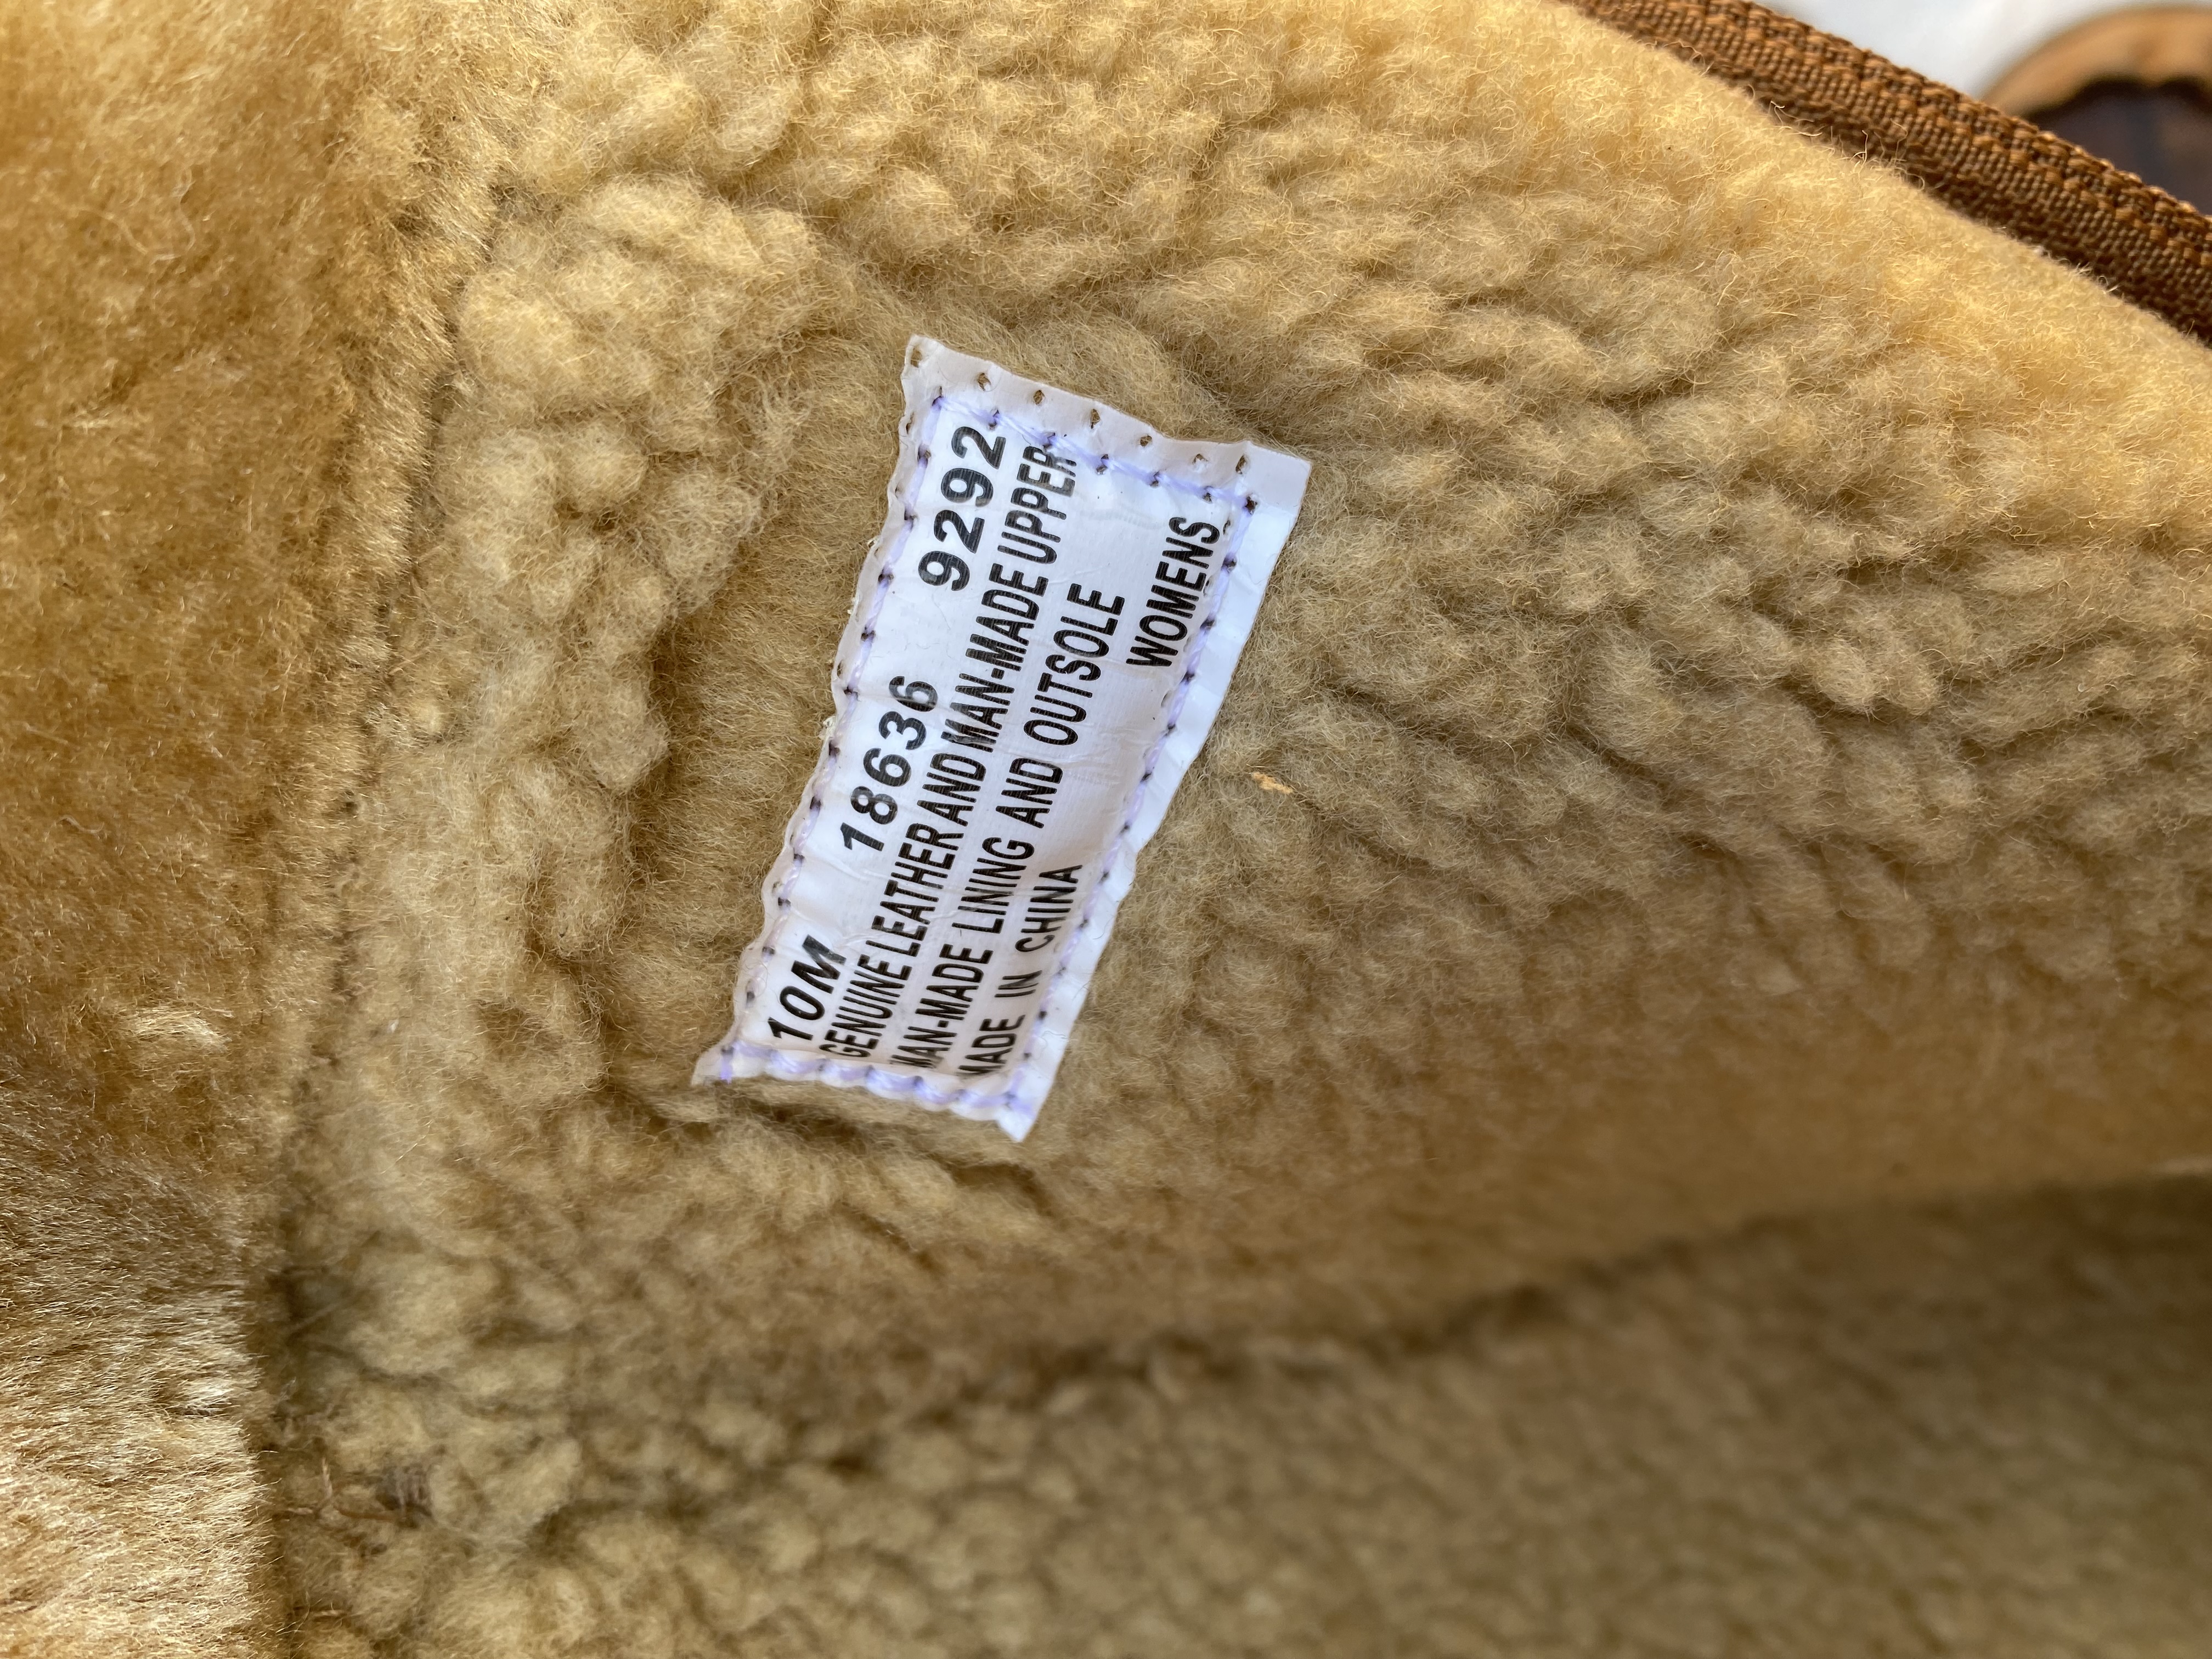 10M 18636 9292
GENUINE LEATHER AND MAN-MADE UPPER
MAN-MADE LINING AND OUTSOLE
MADE IN CHINA WOMENS